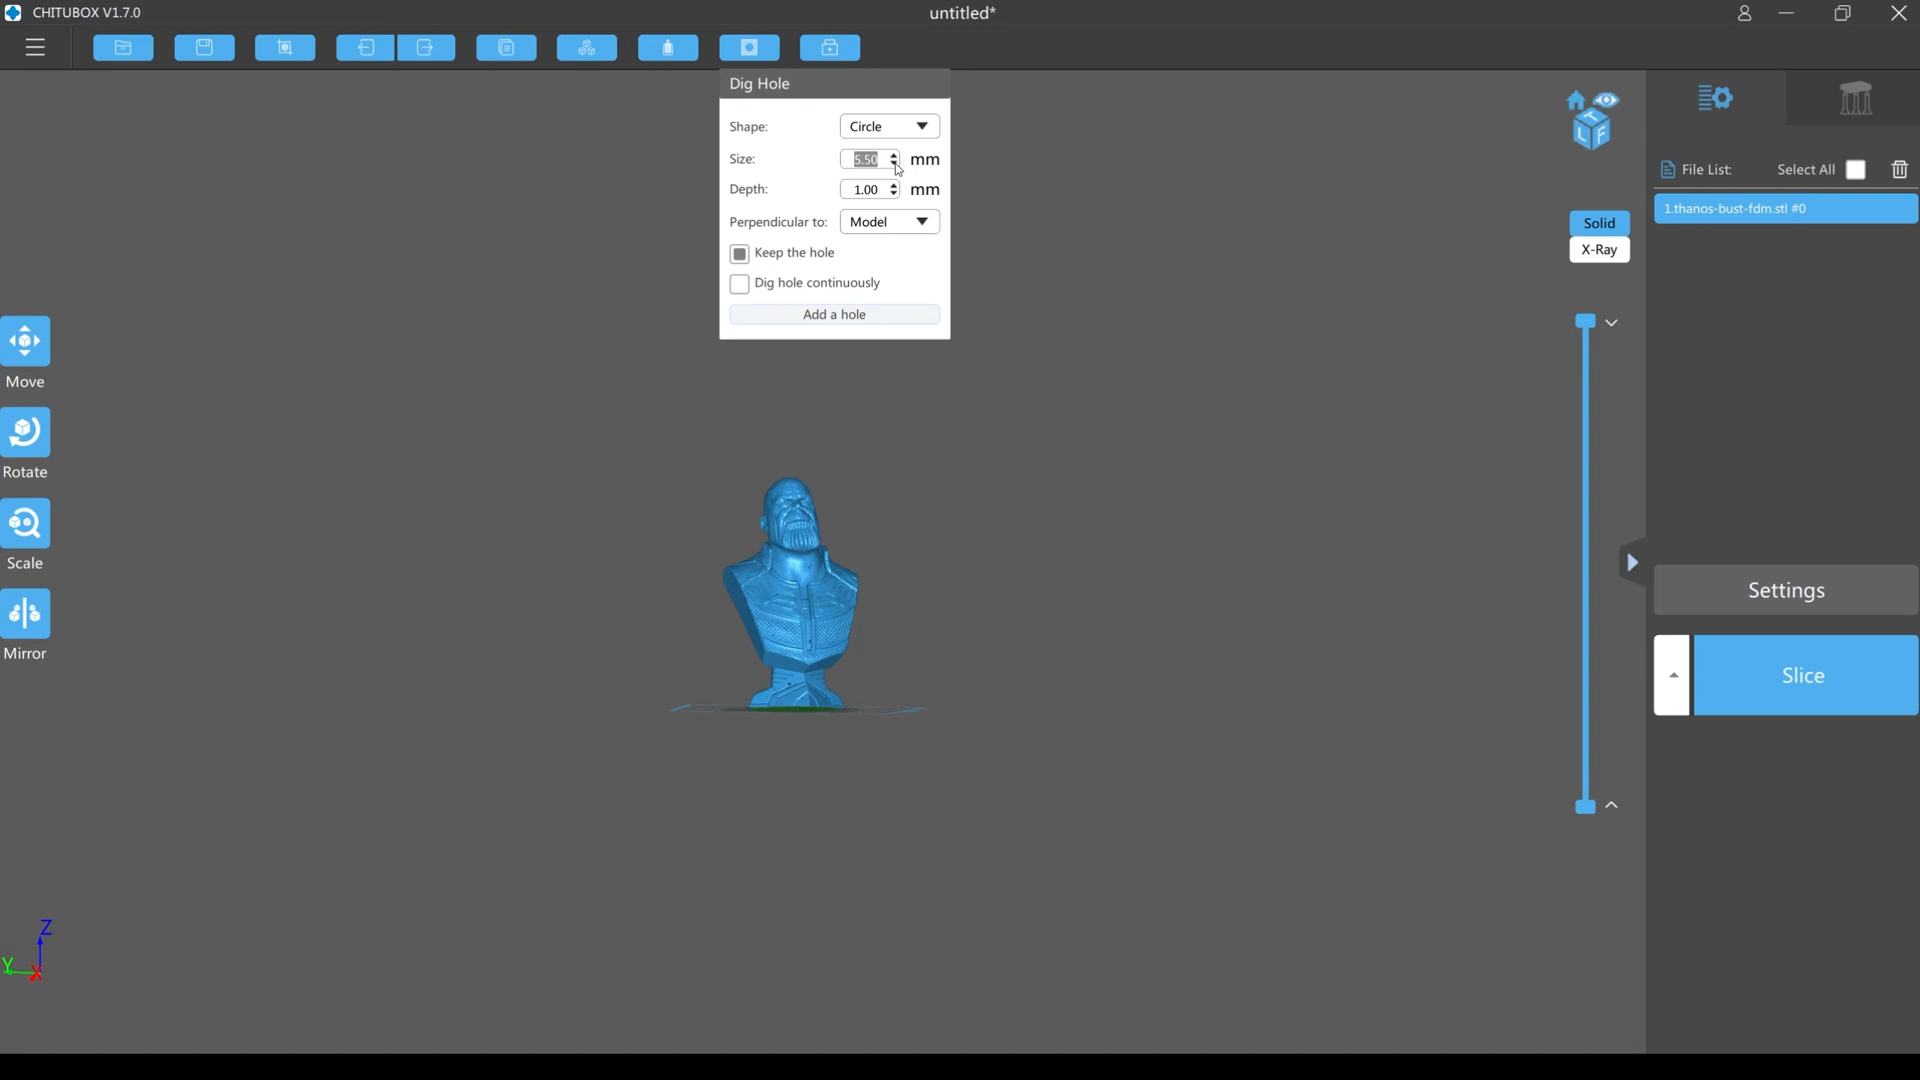 CHITUBOX V1.7.0
untitled*
Dig Hole
Shape: Circle
Size: 5.50 mm
Depth: 1.00 mm
Perpendicular to: Model
Keep the hole
Dig hole continuously
Add a hole
T
L F
File List: Select All
1.thanos-bust-fdm.stl #0
Solid
X-Ray
Move
Rotate
Scale
Mirror
Settings
Slice
Z
Y X